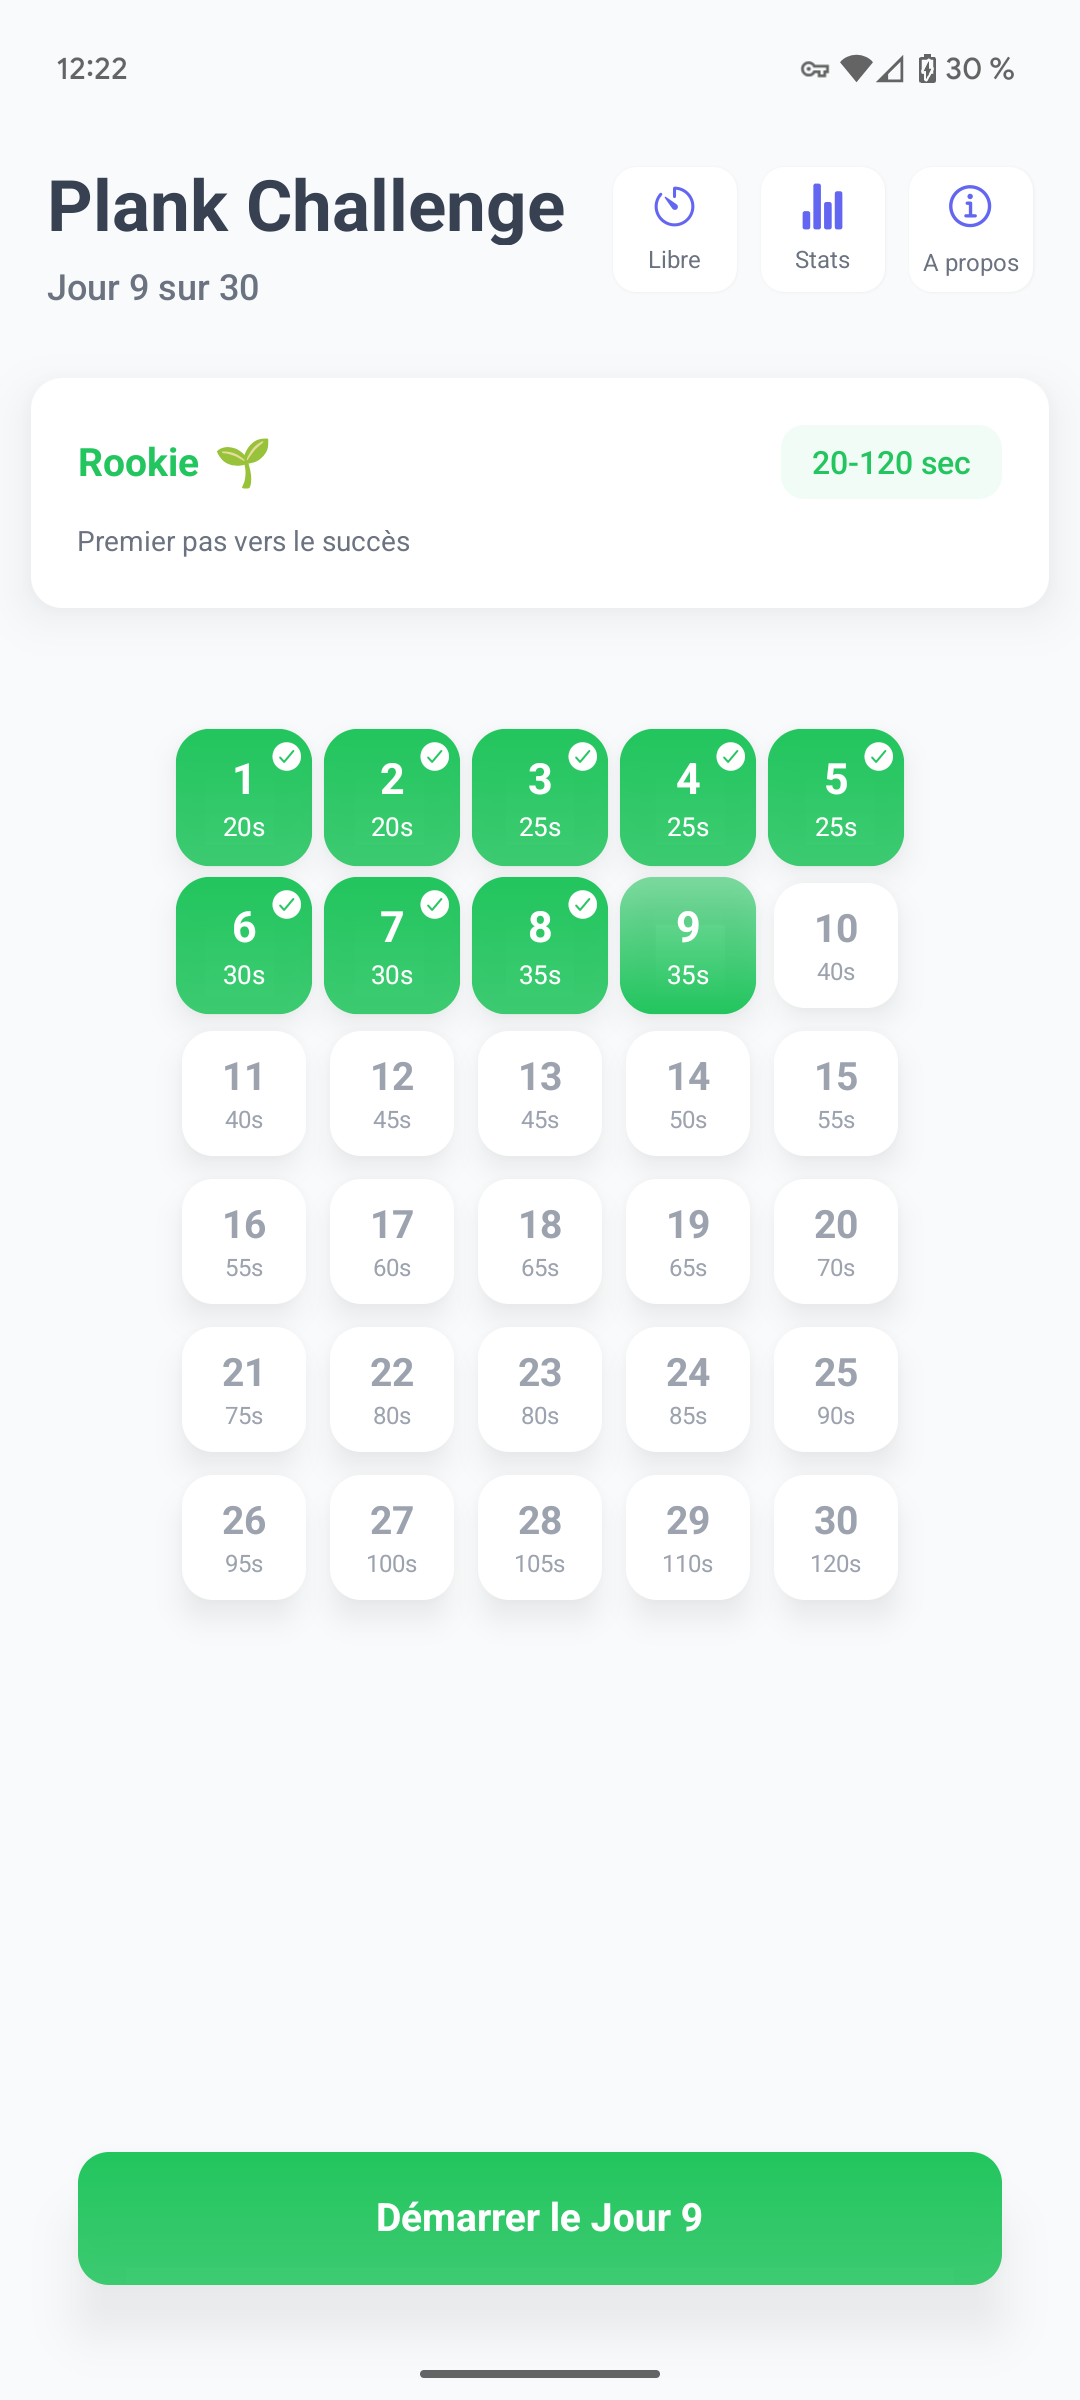 12:22
30 %
Plank Challenge
Jour 9 sur 30
Libre
Stats
A propos
Rookie
20-120 sec
Premier pas vers le succès
1 2 3 4 5
20s 20s 25s 25s 25s
6 7 8 9 10
30s 30s 35s 35s 40s
11 12 13 14 15
40s 45s 45s 50s 55s
16 17 18 19 20
55s 60s 65s 65s 70s
21 22 23 24 25
75s 80s 80s 85s 90s
26 27 28 29 30
95s 100s 105s 110s 120s
Démarrer le Jour 9